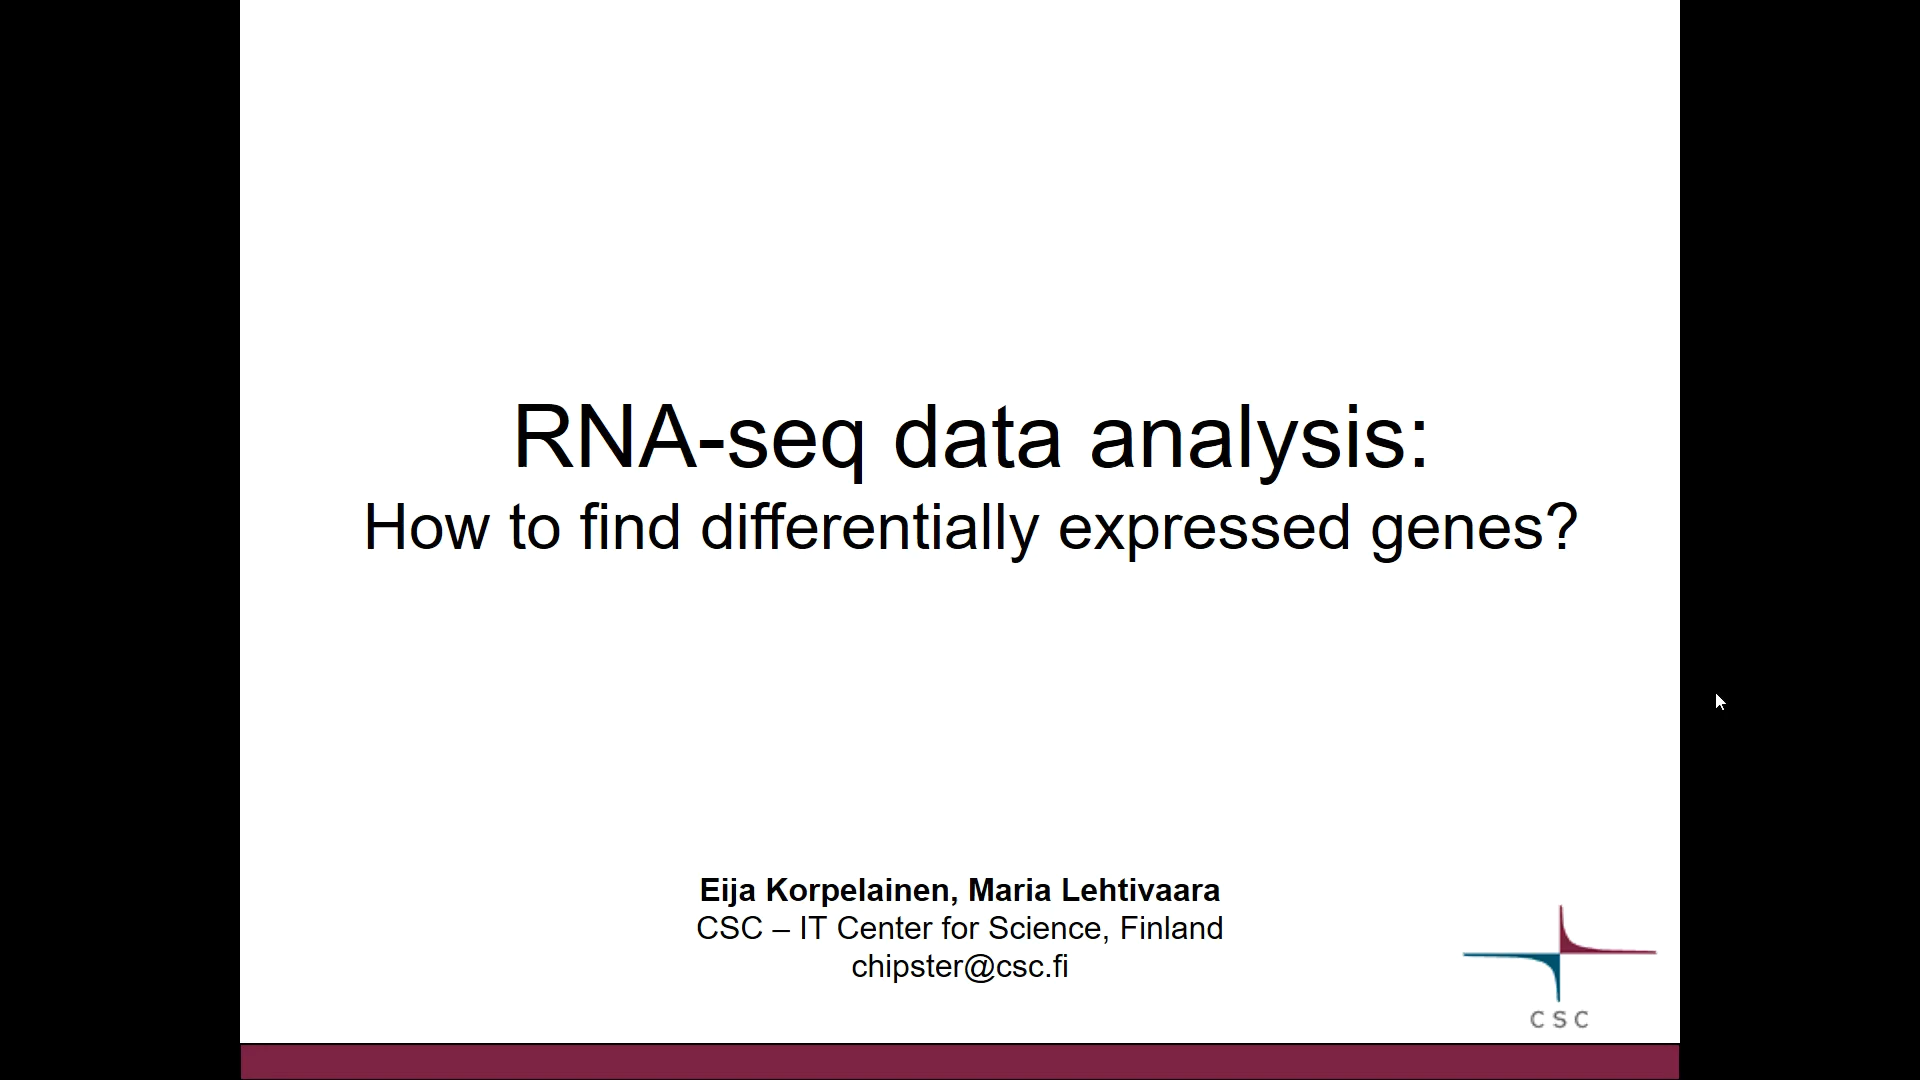 RNA-seq data analysis:
How to find differentially expressed genes?
Eija Korpelainen, Maria Lehtivaara
CSC – IT Center for Science, Finland
chipster@csc.fi
CSC